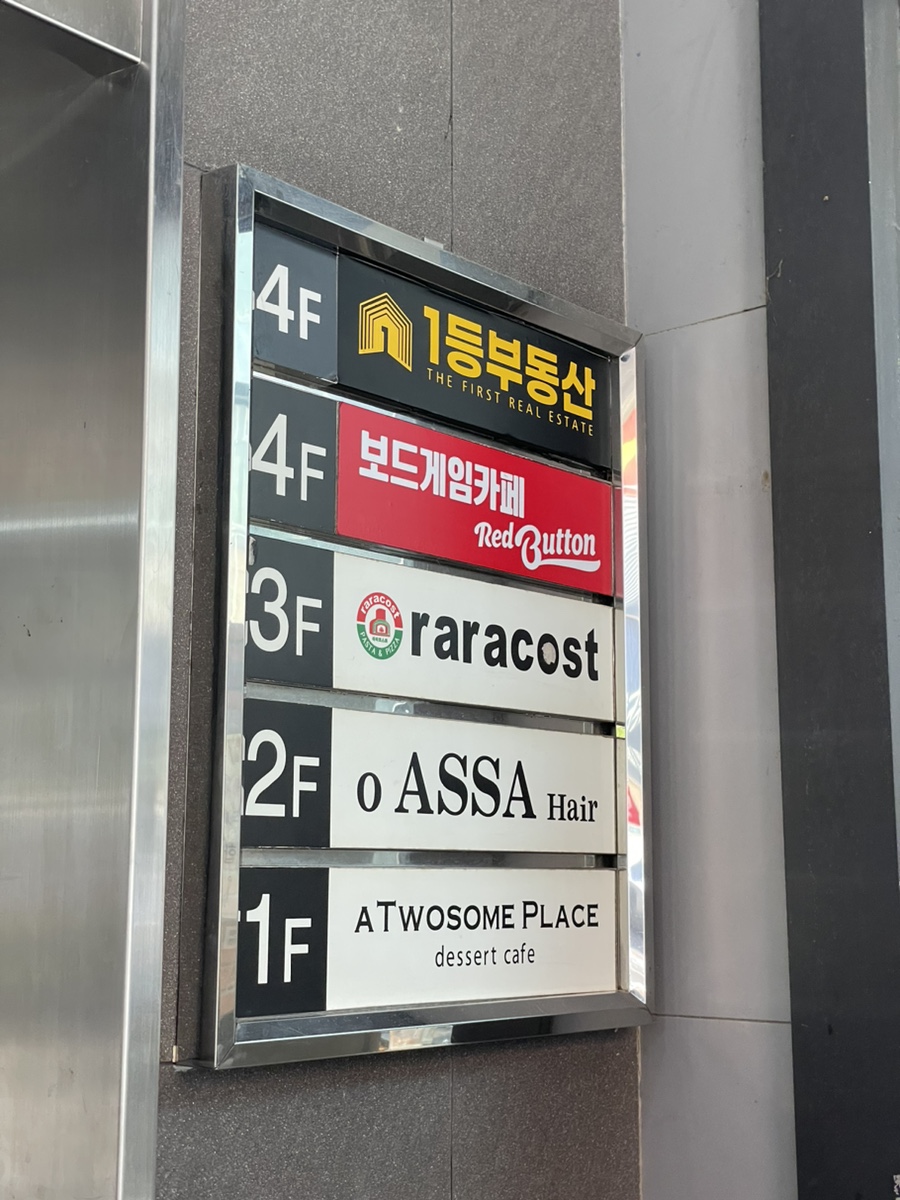 4F
1등부동산
THE FIRST REAL ESTATE
4F
보드게임카페
Red Button
3F
raracost
PASTA & PIZZA
raracost
2F
o ASSA Hair
1F
A TWOSOME PLACE
dessert cafe